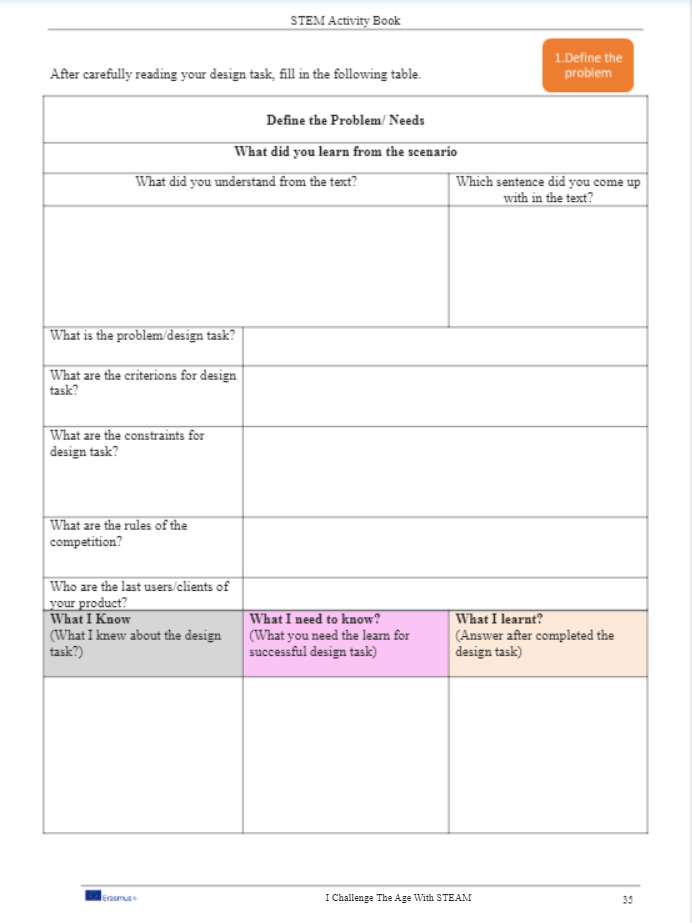 STEM Activity Book
1.Define the
problem
After carefully reading your design task, fill in the following table.
Define the Problem/ Needs
What did you learn from the scenario
What did you understand from the text?
Which sentence did you come up
with in the text?
What is the problem/design task?
What are the criterions for design
task?
What are the constraints for
design task?
What are the rules of the
competition?
Who are the last users/clients of
your product?
What I Know
(What I knew about the design
task?)
What I need to know?
(What you need the learn for
successful design task)
What I learnt?
(Answer after completed the
design task)
Erasmus+
I Challenge The Age With STEAM
35